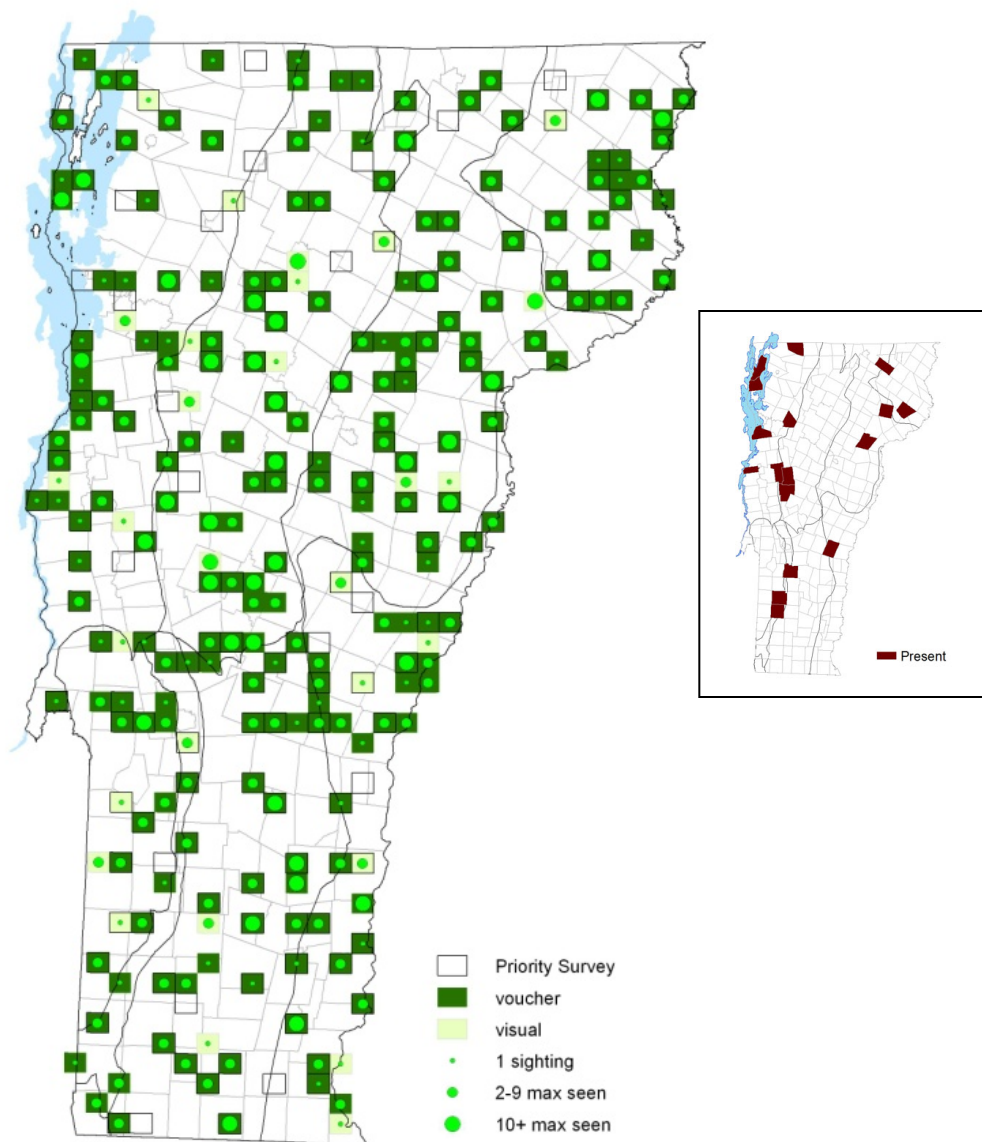 Present
Priority Survey
voucher
visual
1 sighting
2-9 max seen
10+ max seen